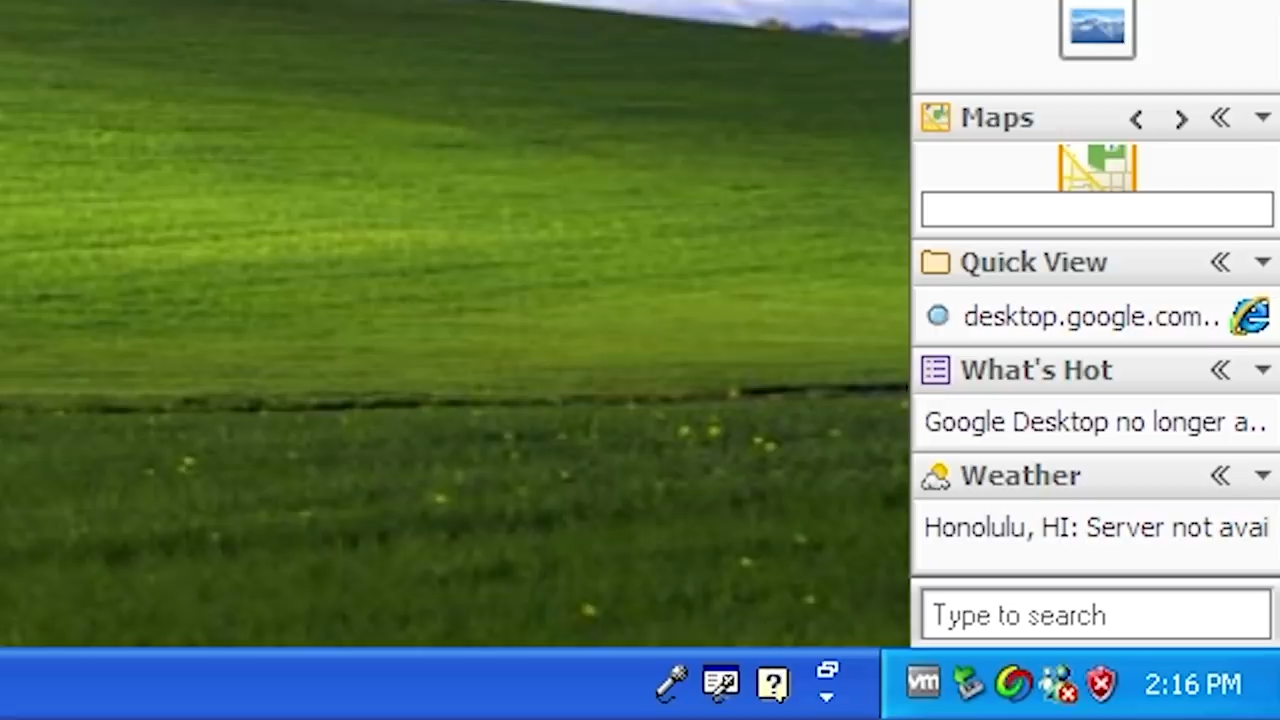 Maps
Quick View
desktop.google.com..
What's Hot
Google Desktop no longer a..
Weather
Honolulu, HI: Server not avai
Type to search
vm 2:16 PM